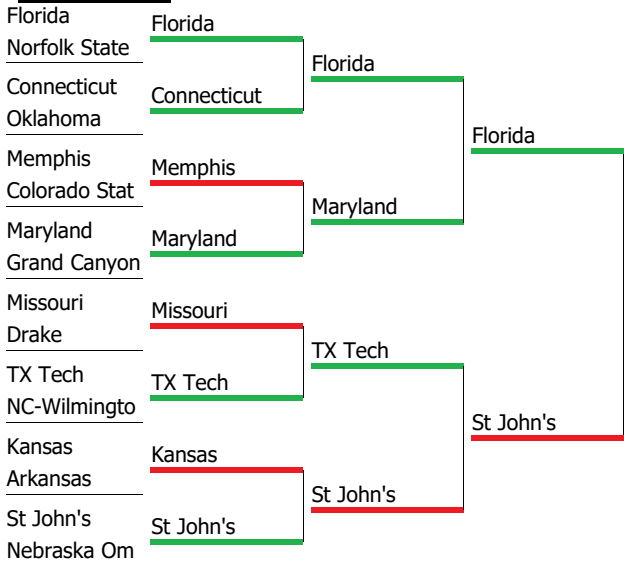 Florida
Norfolk State
Connecticut
Oklahoma
Memphis
Colorado Stat
Maryland
Grand Canyon
Missouri
Drake
TX Tech
NC-Wilmingto
Kansas
Arkansas
St John's
Nebraska Om
Florida
Connecticut
Memphis
Maryland
Missouri
TX Tech
Kansas
St John's
Florida
Maryland
TX Tech
St John's
Florida
St John's